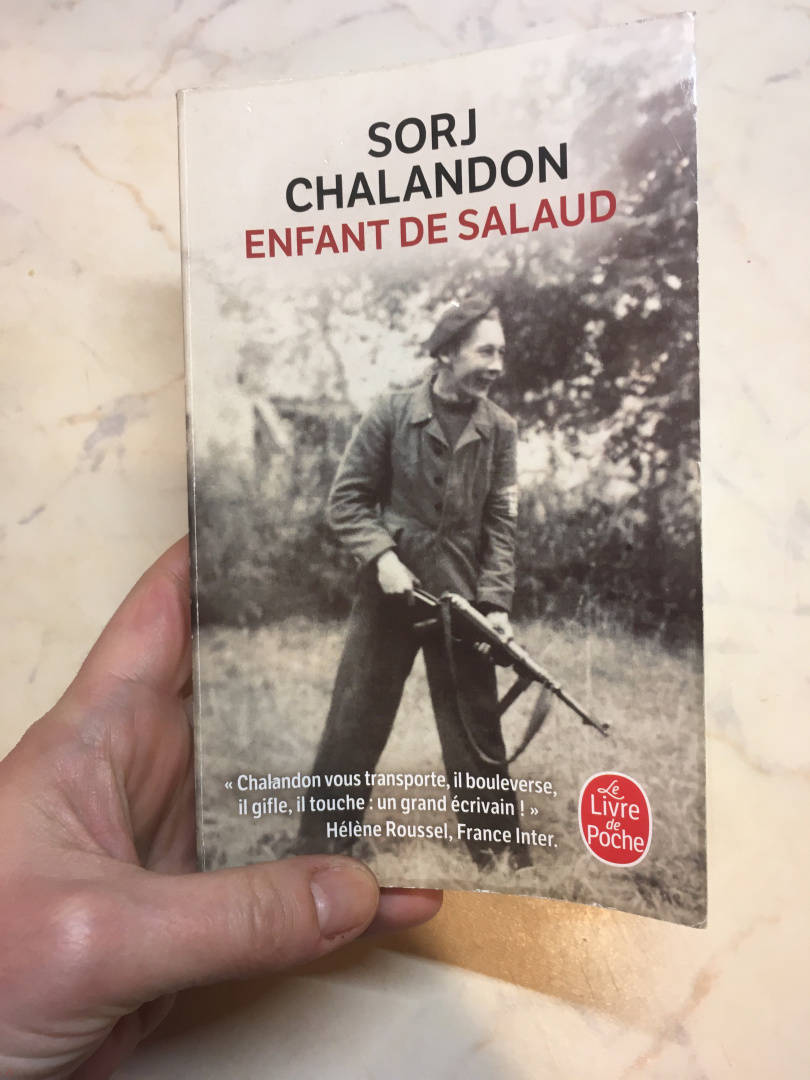 SORJ
CHALANDON
ENFANT DE SALAUD
« Chalandon vous transporte, il bouleverse,
il gifle, il touche : un grand écrivain ! »
Hélène Roussel, France Inter.
Le
Livre
de
Poche